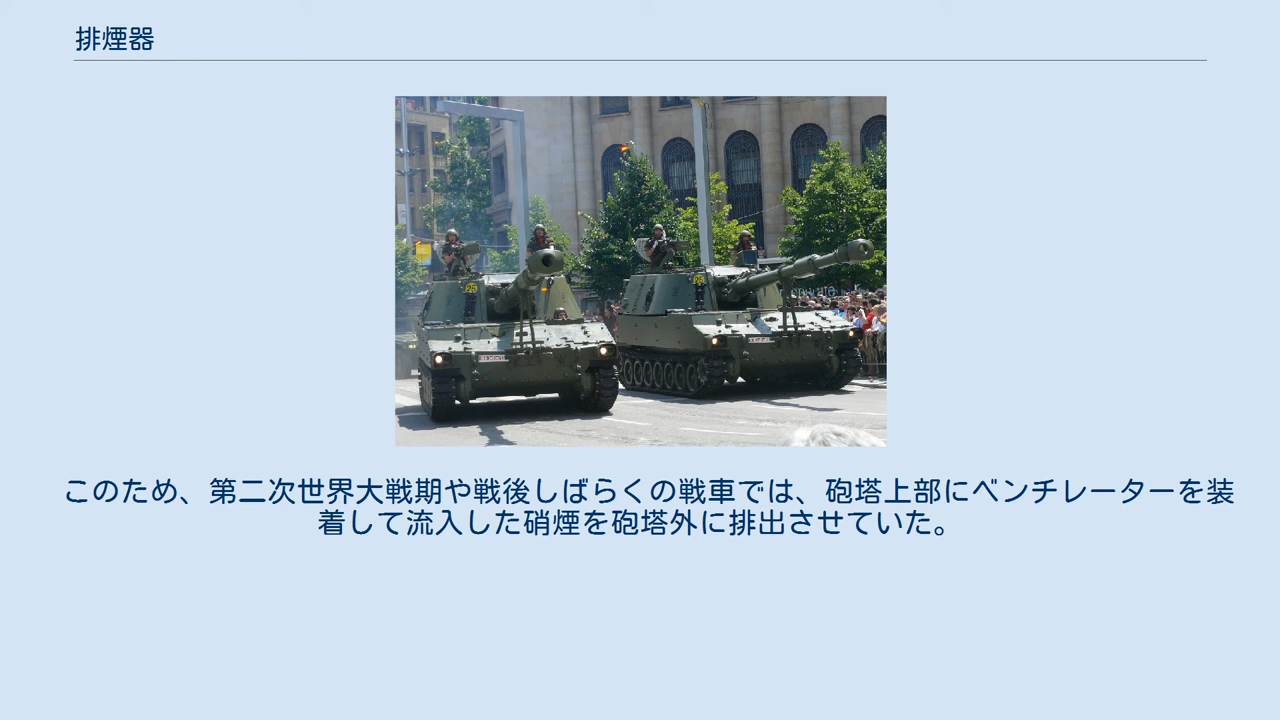 排煙器
このため、第二次世界大戦期や戦後しばらくの戦車では、砲塔上部にベンチレーターを装
着して流入した硝煙を砲塔外に排出させていた。